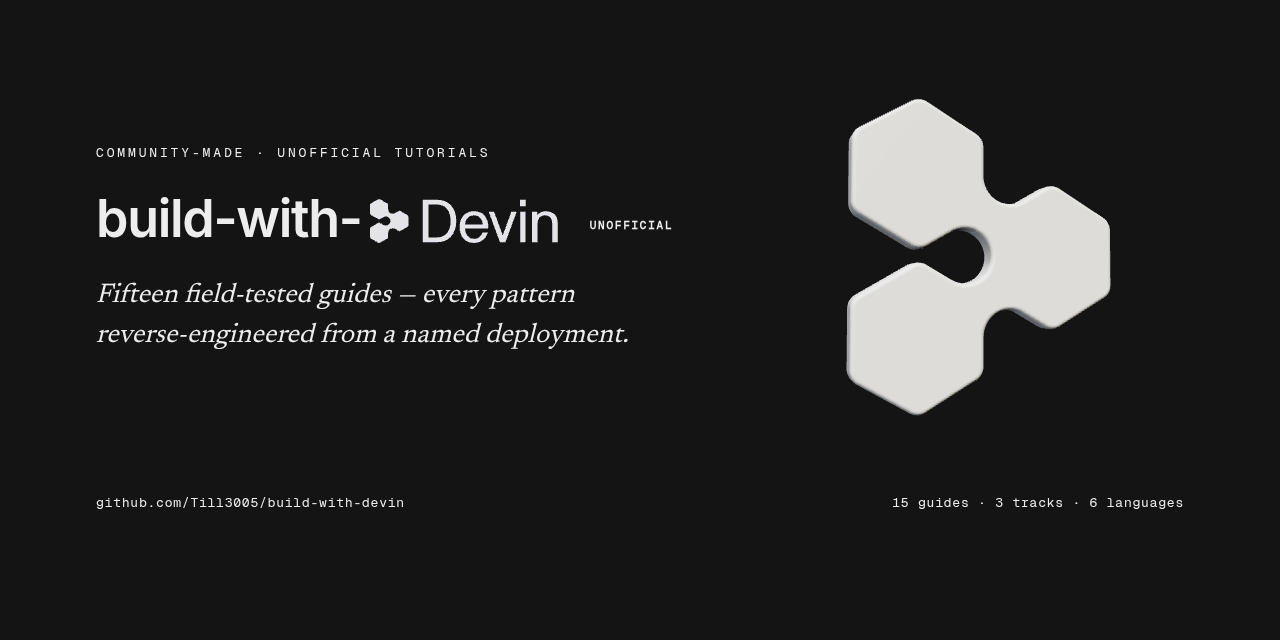 COMMUNITY-MADE · UNOFFICIAL TUTORIALS
build-with- Devin UNOFFICIAL
Fifteen field-tested guides — every pattern
reverse-engineered from a named deployment.
github.com/Till3005/build-with-devin
15 guides · 3 tracks · 6 languages